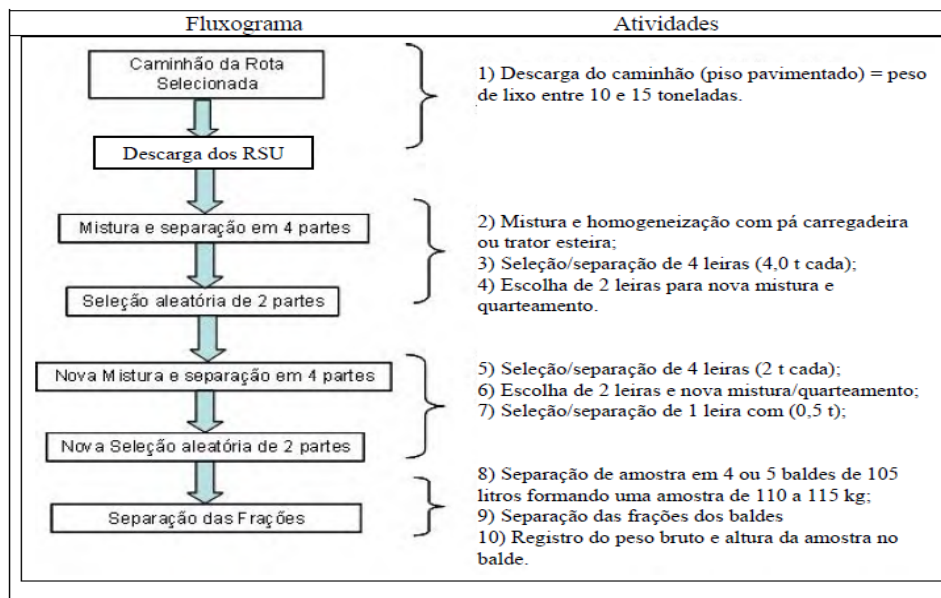 Fluxograma
Atividades
Caminhão da Rota
Selecionada
Descarga dos RSU
1) Descarga do caminhão (piso pavimentado) = peso
de lixo entre 10 e 15 toneladas.
Mistura e separação em 4 partes
Seleção aleatória de 2 partes
2) Mistura e homogeneização com pá carregadeira
ou trator esteira;
3) Seleção/separação de 4 leiras (4,0 t cada);
4) Escolha de 2 leiras para nova mistura e
quarteamento.
Nova Mistura e separação em 4 partes
Nova Seleção aleatória de 2 partes
5) Seleção/separação de 4 leiras (2 t cada);
6) Escolha de 2 leiras e nova mistura/quarteamento;
7) Seleção/separação de 1 leira com (0,5 t);
Separação das Frações
8) Separação de amostra em 4 ou 5 baldes de 105
litros formando uma amostra de 110 a 115 kg;
9) Separação das frações dos baldes
10) Registro do peso bruto e altura da amostra no
balde.